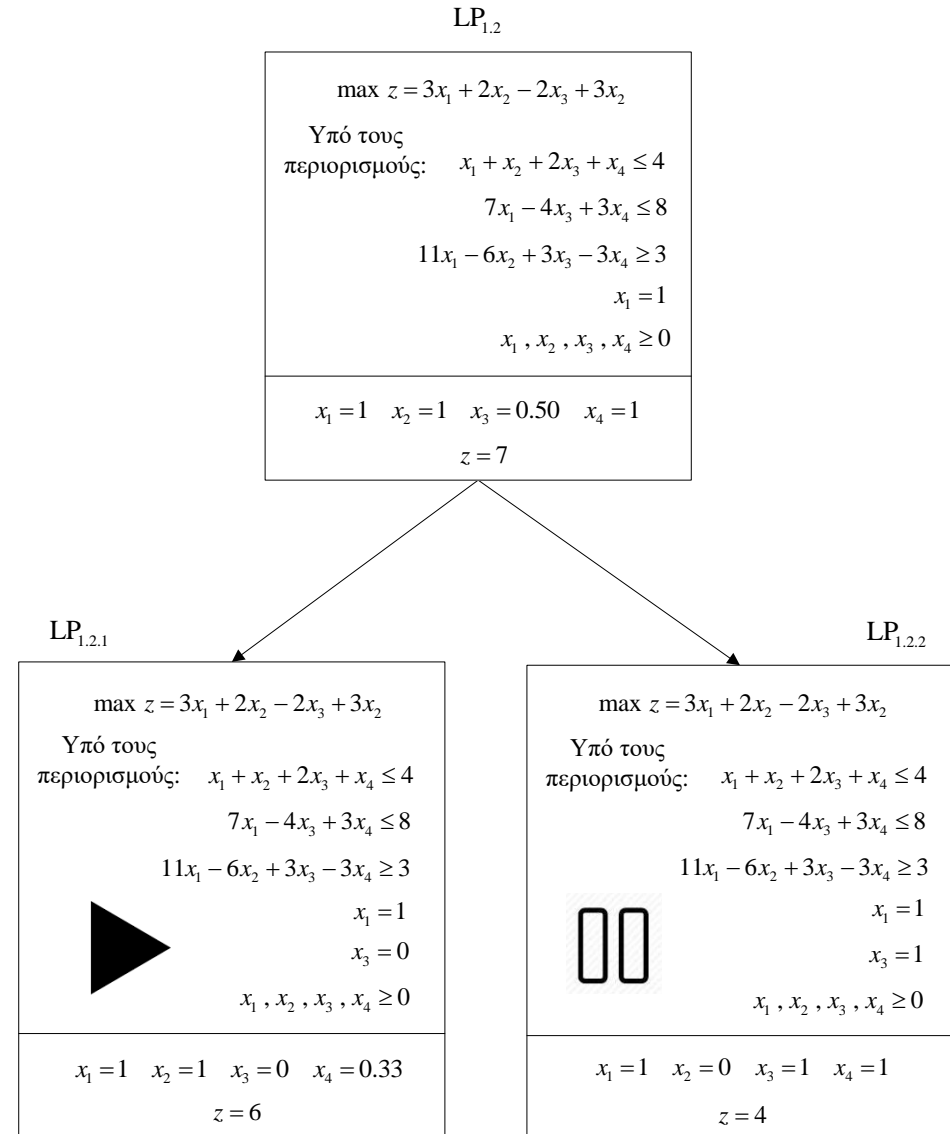 LP₁.₂
max z = 3x₁ + 2x₂ − 2x₃ + 3x₂
Υπό τους
περιορισμούς: x₁ + x₂ + 2x₃ + x₄ ≤ 4
7x₁ − 4x₃ + 3x₄ ≤ 8
11x₁ − 6x₂ + 3x₃ − 3x₄ ≥ 3
x₁ = 1
x₁ , x₂ , x₃ , x₄ ≥ 0
x₁ = 1 x₂ = 1 x₃ = 0.50 x₄ = 1
z = 7
LP₁.₂.₁
max z = 3x₁ + 2x₂ − 2x₃ + 3x₂
Υπό τους
περιορισμούς: x₁ + x₂ + 2x₃ + x₄ ≤ 4
7x₁ − 4x₃ + 3x₄ ≤ 8
11x₁ − 6x₂ + 3x₃ − 3x₄ ≥ 3
x₁ = 1
x₃ = 0
x₁ , x₂ , x₃ , x₄ ≥ 0
x₁ = 1 x₂ = 1 x₃ = 0 x₄ = 0.33
z = 6
LP₁.₂.₂
max z = 3x₁ + 2x₂ − 2x₃ + 3x₂
Υπό τους
περιορισμούς: x₁ + x₂ + 2x₃ + x₄ ≤ 4
7x₁ − 4x₃ + 3x₄ ≤ 8
11x₁ − 6x₂ + 3x₃ − 3x₄ ≥ 3
x₁ = 1
x₃ = 1
x₁ , x₂ , x₃ , x₄ ≥ 0
x₁ = 1 x₂ = 0 x₃ = 1 x₄ = 1
z = 4